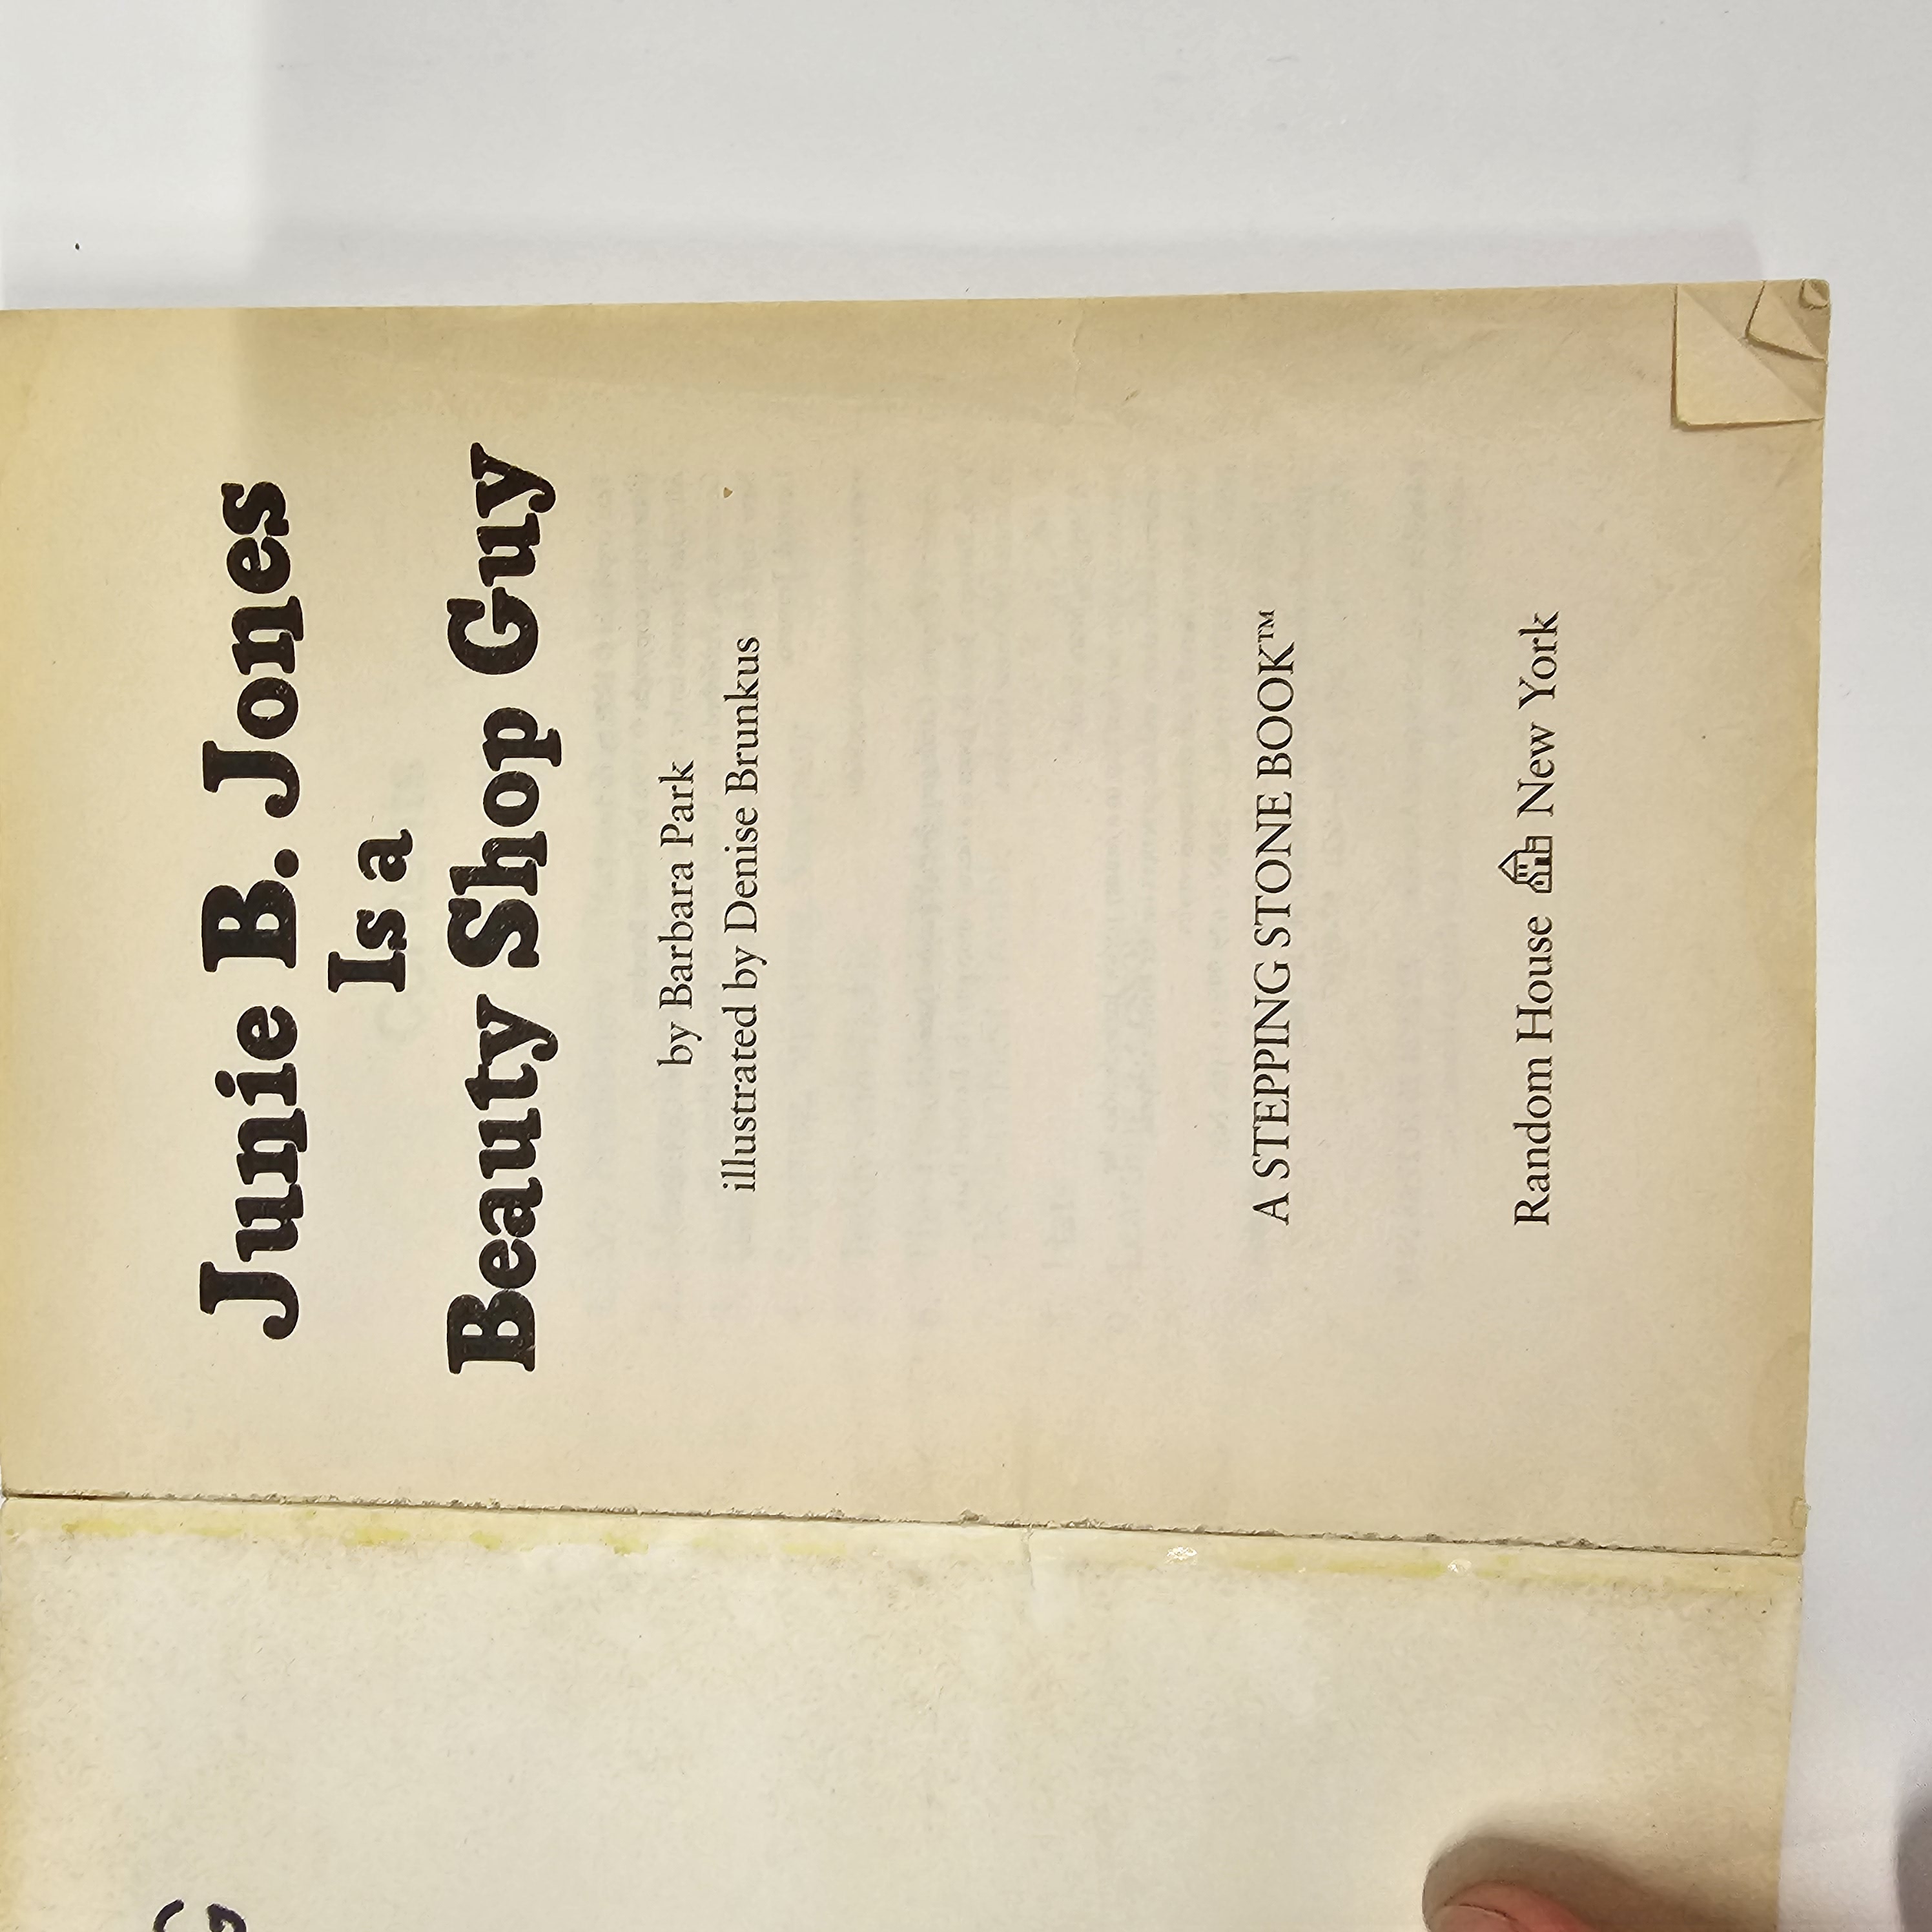 G
Junie B. Jones
Is a
Beauty Shop Guy
by Barbara Park
illustrated by Denise Brunkus
A STEPPING STONE BOOK™
Random House New York